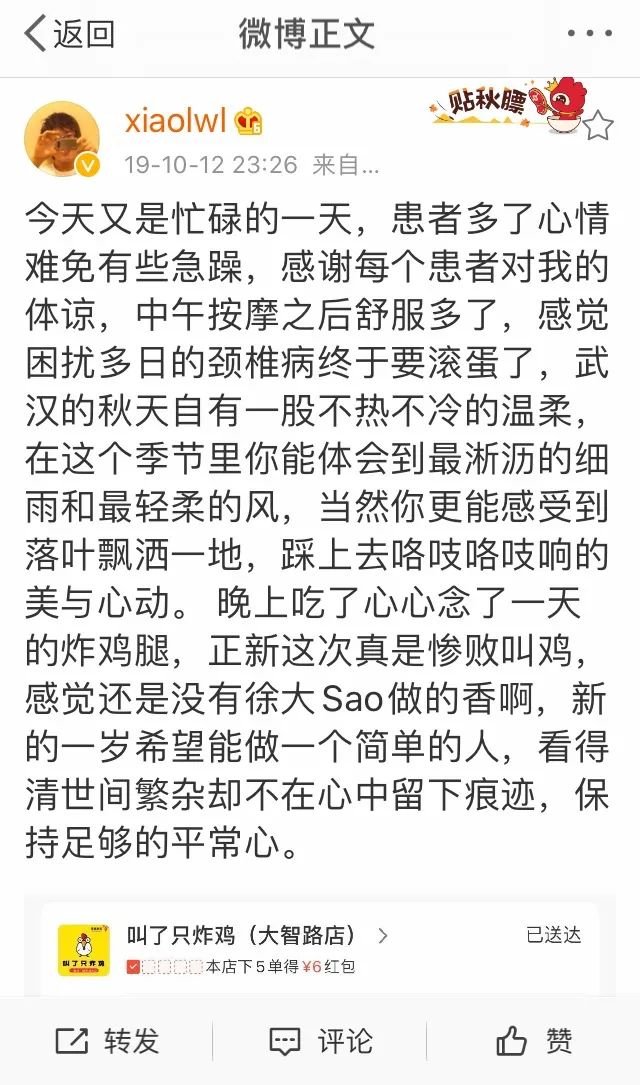 返回 微博正文
贴秋膘
xiaolwl
19-10-12 23:26 来自...
今天又是忙碌的一天，患者多了心情
难免有些急躁，感谢每个患者对我的
体谅，中午按摩之后舒服多了，感觉
困扰多日的颈椎病终于要滚蛋了，武
汉的秋天自有一股不热不冷的温柔，
在这个季节里你能体会到最淅沥的细
雨和最轻柔的风，当然你更能感受到
落叶飘洒一地，踩上去咯吱咯吱响的
美与心动。 晚上吃了心心念了一天
的炸鸡腿，正新这次真是惨败叫鸡，
感觉还是没有徐大Sao做的香啊，新
的一岁希望能做一个简单的人，看得
清世间繁杂却不在心中留下痕迹，保
持足够的平常心。
叫了只炸鸡（大智路店） 已送达
叫了只炸鸡
本店下5单得¥6红包
转发 评论 赞